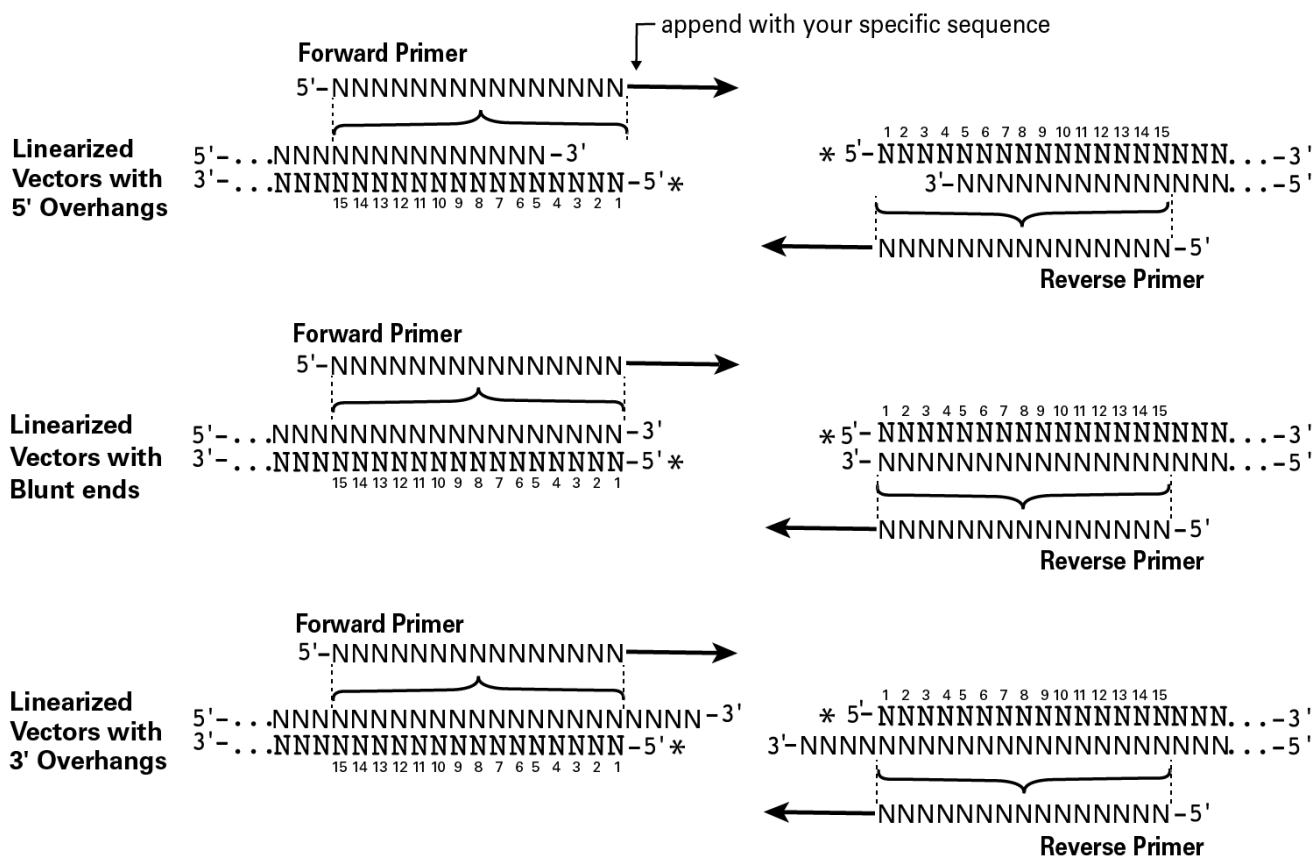 append with your specific sequence
Forward Primer
5'-NNNNNNNNNNNNNNN
Linearized
Vectors with
5' Overhangs
5'-...NNNNNNNNNNNNNN-3'
3'-...NNNNNNNNNNNNNNNNNN-5'*
15 14 13 12 11 10 9 8 7 6 5 4 3 2 1
1 2 3 4 5 6 7 8 9 10 11 12 13 14 15
* 5'-NNNNNNNNNNNNNNNNNN...-3'
3'-NNNNNNNNNNNNNN...-5'
NNNNNNNNNNNNNNN-5'
Reverse Primer
Forward Primer
5'-NNNNNNNNNNNNNNN
Linearized
Vectors with
Blunt ends
5'-...NNNNNNNNNNNNNNNNNN-3'
3'-...NNNNNNNNNNNNNNNNNN-5'*
15 14 13 12 11 10 9 8 7 6 5 4 3 2 1
1 2 3 4 5 6 7 8 9 10 11 12 13 14 15
*5'-NNNNNNNNNNNNNNNNNN...-3'
3'-NNNNNNNNNNNNNNNNNN...-5'
NNNNNNNNNNNNNNN-5'
Reverse Primer
Forward Primer
5'-NNNNNNNNNNNNNNN
Linearized
Vectors with
3' Overhangs
5'-...NNNNNNNNNNNNNNNNNNNNNN-3'
3'-...NNNNNNNNNNNNNNNNNN-5'*
15 14 13 12 11 10 9 8 7 6 5 4 3 2 1
1 2 3 4 5 6 7 8 9 10 11 12 13 14 15
* 5'-NNNNNNNNNNNNNNNNNN...-3'
3'-NNNNNNNNNNNNNNNNNNNNNN...-5'
NNNNNNNNNNNNNNN-5'
Reverse Primer